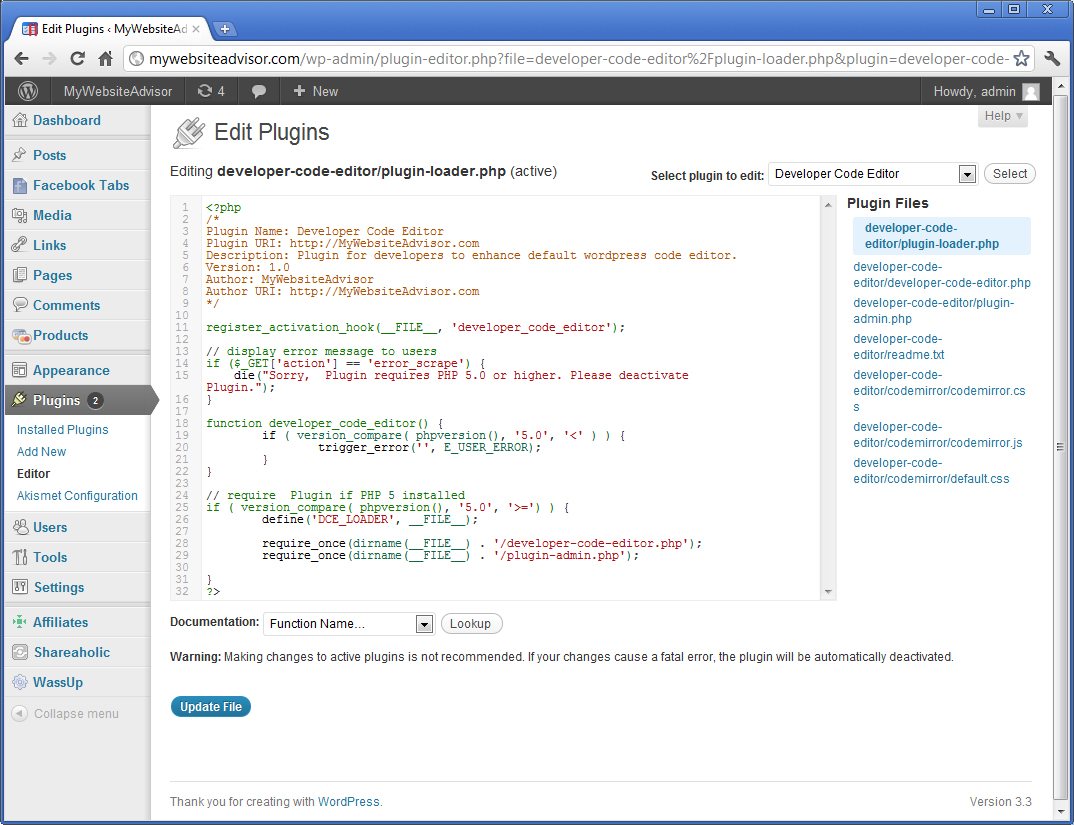 Edit Plugins ‹ MyWebsiteAd
mywebsiteadvisor.com/wp-admin/plugin-editor.php?file=developer-code-editor%2Fplugin-loader.php&plugin=developer-code-
MyWebsiteAdvisor 4 + New Howdy, admin
Help
Dashboard
Posts
Facebook Tabs
Media
Links
Pages
Comments
Products
Appearance
Plugins 2
Installed Plugins
Add New
Editor
Akismet Configuration
Users
Tools
Settings
Affiliates
Shareaholic
WassUp
Collapse menu
Edit Plugins
Editing developer-code-editor/plugin-loader.php (active)
Select plugin to edit: Developer Code Editor Select
1 <?php
2 /*
3 Plugin Name: Developer Code Editor
4 Plugin URI: http://MyWebsiteAdvisor.com
5 Description: Plugin for developers to enhance default wordpress code editor.
6 Version: 1.0
7 Author: MyWebsiteAdvisor
8 Author URI: http://MyWebsiteAdvisor.com
9 */
10
11 register_activation_hook(__FILE__, 'developer_code_editor');
12
13 // display error message to users
14 if ($_GET['action'] == 'error_scrape') {
15     die("Sorry,  Plugin requires PHP 5.0 or higher. Please deactivate
Plugin.");
16 }
17
18 function developer_code_editor() {
19         if ( version_compare( phpversion(), '5.0', '<' ) ) {
20                 trigger_error('', E_USER_ERROR);
21         }
22 }
23
24 // require  Plugin if PHP 5 installed
25 if ( version_compare( phpversion(), '5.0', '>=') ) {
26         define('DCE_LOADER', __FILE__);
27
28         require_once(dirname(__FILE__) . '/developer-code-editor.php');
29         require_once(dirname(__FILE__) . '/plugin-admin.php');
30
31 }
32 ?>
Plugin Files
developer-code-
editor/plugin-loader.php
developer-code-
editor/developer-code-editor.php
developer-code-editor/plugin-
admin.php
developer-code-
editor/readme.txt
developer-code-
editor/codemirror/codemirror.cs
s
developer-code-
editor/codemirror/codemirror.js
developer-code-
editor/codemirror/default.css
Documentation: Function Name... Lookup
Warning: Making changes to active plugins is not recommended. If your changes cause a fatal error, the plugin will be automatically deactivated.
Update File
Thank you for creating with WordPress. Version 3.3